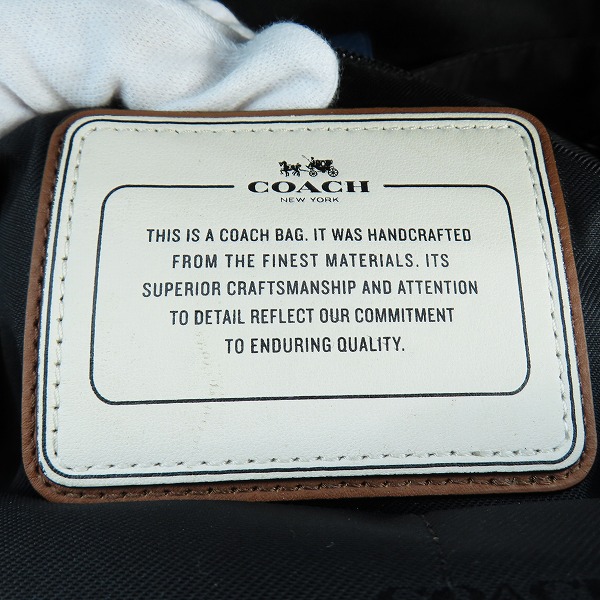 COACH
NEW YORK
THIS IS A COACH BAG. IT WAS HANDCRAFTED
FROM THE FINEST MATERIALS. ITS
SUPERIOR CRAFTSMANSHIP AND ATTENTION
TO DETAIL REFLECT OUR COMMITMENT
TO ENDURING QUALITY.
COACH